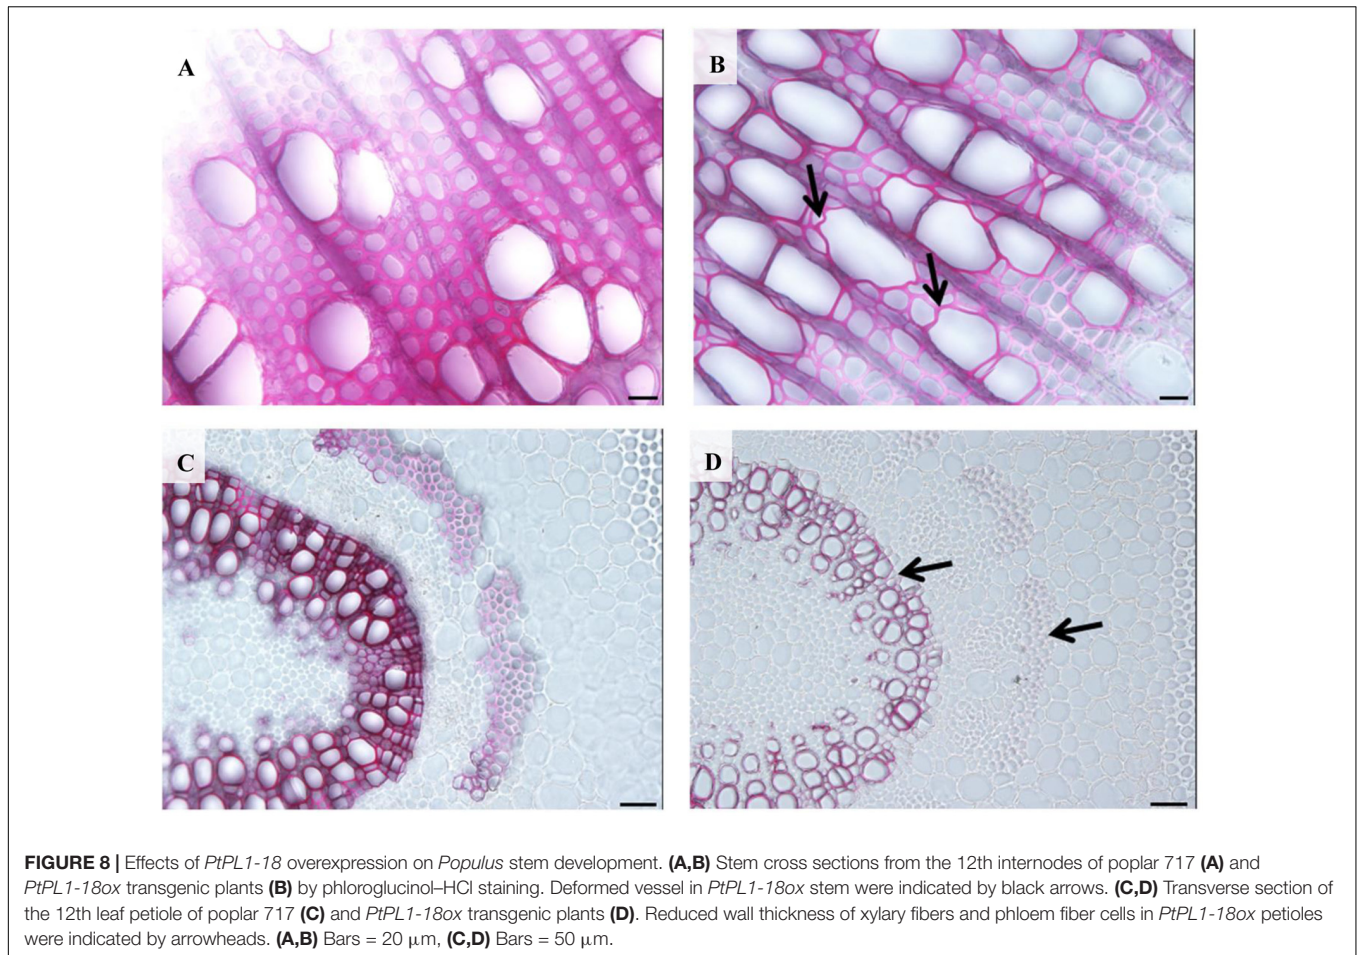 A
B
C
D
FIGURE 8 | Effects of PtPL1-18 overexpression on Populus stem development. (A,B) Stem cross sections from the 12th internodes of poplar 717 (A) and
PtPL1-18ox transgenic plants (B) by phloroglucinol–HCl staining. Deformed vessel in PtPL1-18ox stem were indicated by black arrows. (C,D) Transverse section of
the 12th leaf petiole of poplar 717 (C) and PtPL1-18ox transgenic plants (D). Reduced wall thickness of xylary fibers and phloem fiber cells in PtPL1-18ox petioles
were indicated by arrowheads. (A,B) Bars = 20 μm, (C,D) Bars = 50 μm.